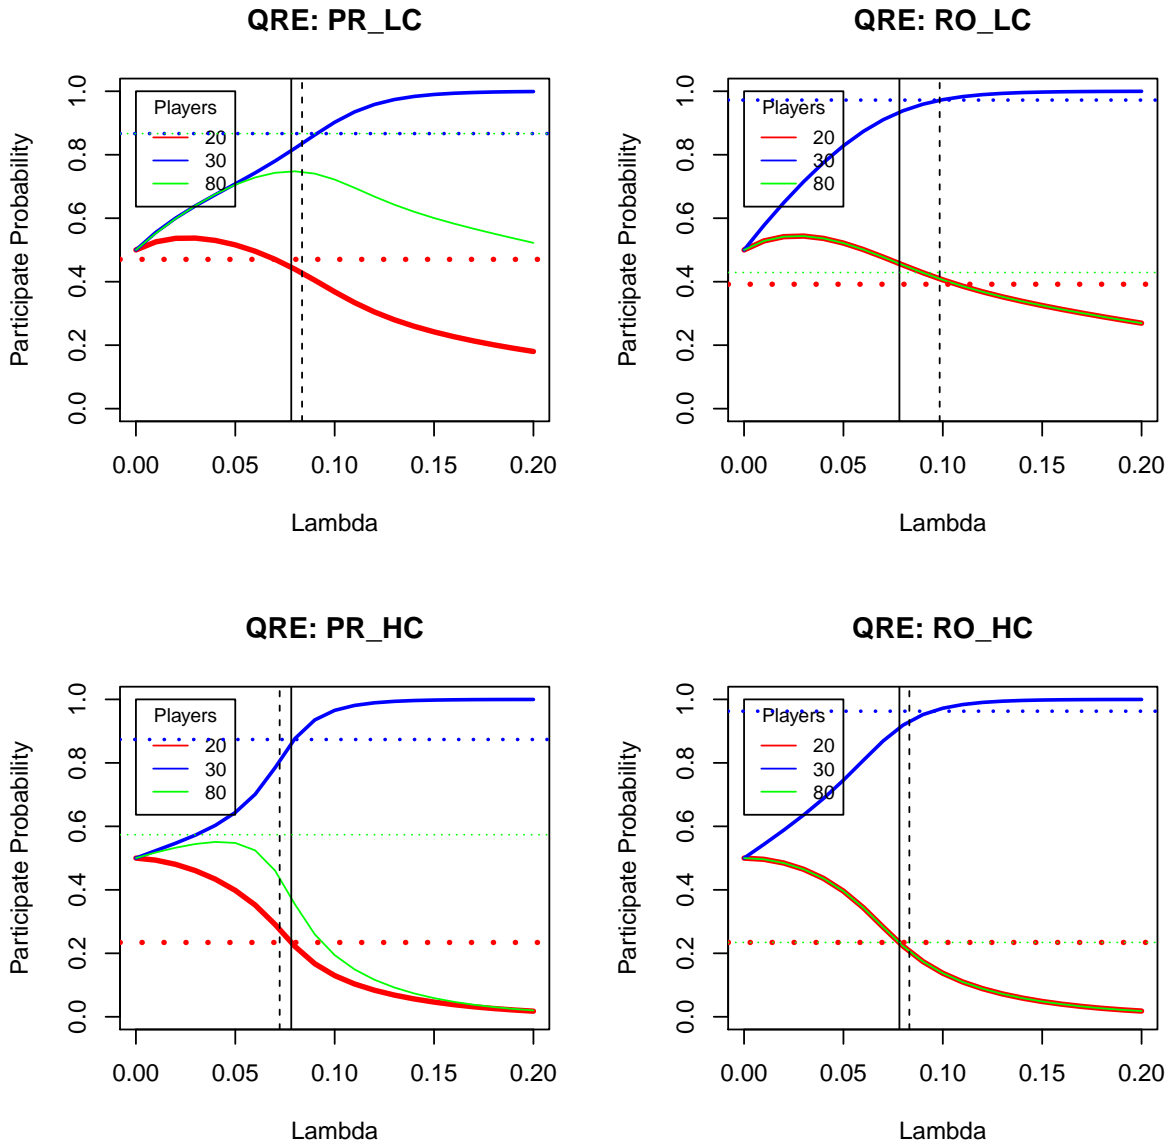 QRE: PR_LC
Participate Probability
0.0 0.2 0.4 0.6 0.8 1.0
Players
20
30
80
0.00 0.05 0.10 0.15 0.20
Lambda
QRE: RO_LC
Participate Probability
0.0 0.2 0.4 0.6 0.8 1.0
Players
20
30
80
0.00 0.05 0.10 0.15 0.20
Lambda
QRE: PR_HC
Participate Probability
0.0 0.2 0.4 0.6 0.8 1.0
Players
20
30
80
0.00 0.05 0.10 0.15 0.20
Lambda
QRE: RO_HC
Participate Probability
0.0 0.2 0.4 0.6 0.8 1.0
Players
20
30
80
0.00 0.05 0.10 0.15 0.20
Lambda